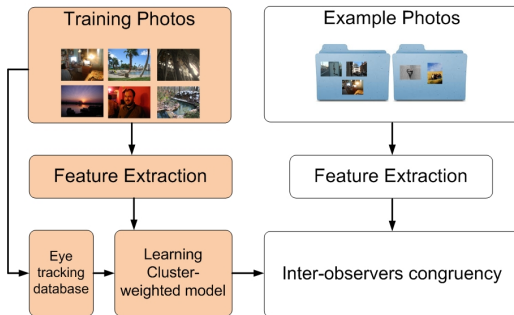 Training Photos
Example Photos
Feature Extraction
Feature Extraction
Eye
tracking
database
Learning
Cluster-
weighted model
Inter-observers congruency